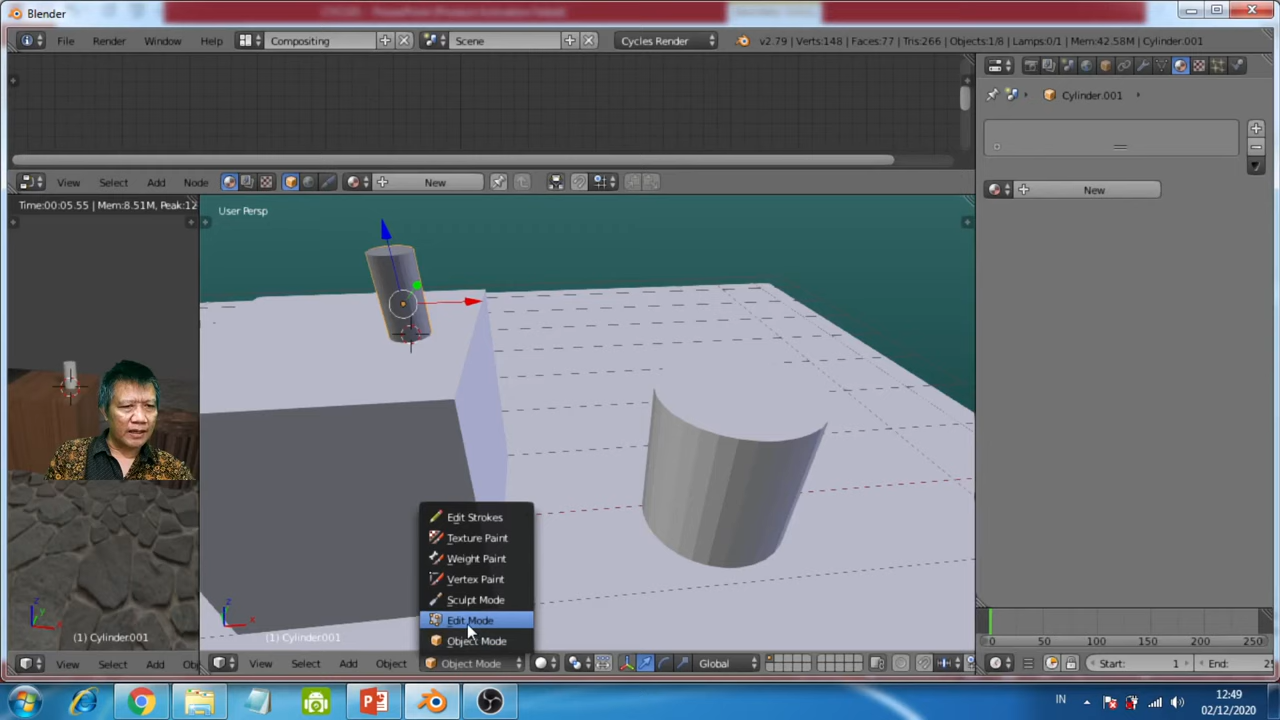 Blender
File Render Window Help Compositing Scene Cycles Render v2.79 | Verts:148 | Faces:77 | Tris:266 | Objects:1/8 | Lamps:0/1 | Mem:42.58M | Cylinder.001
Cylinder.001
View Select Add Node New
New
Time:00:05.55 | Mem:8.51M, Peak:12
User Persp
Edit Strokes
Texture Paint
Weight Paint
Vertex Paint
Sculpt Mode
Edit Mode
Object Mode
z
y
x
(1) Cylinder001
z
x
(1) Cylinder001
0 50 100 150 200 250
View Select Add Ob
View Select Add Object Object Mode Global
Start: 1 End: 25
IN
12:49
02/12/2020